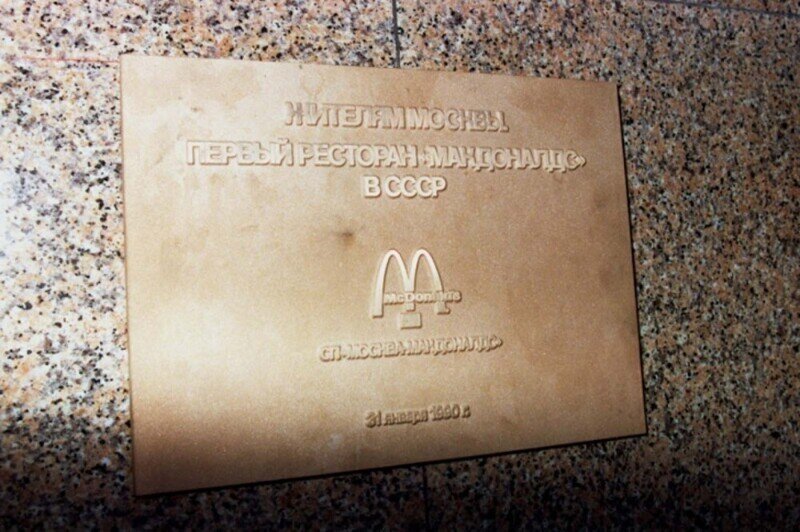 ЖИТЕЛЯМ МОСКВЫ
ПЕРВЫЙ РЕСТОРАН «МАКДОНАЛДС»
В СССР
McDonald's
СП «МОСКВА-МАКДОНАЛДС»
31 января 1990 г.